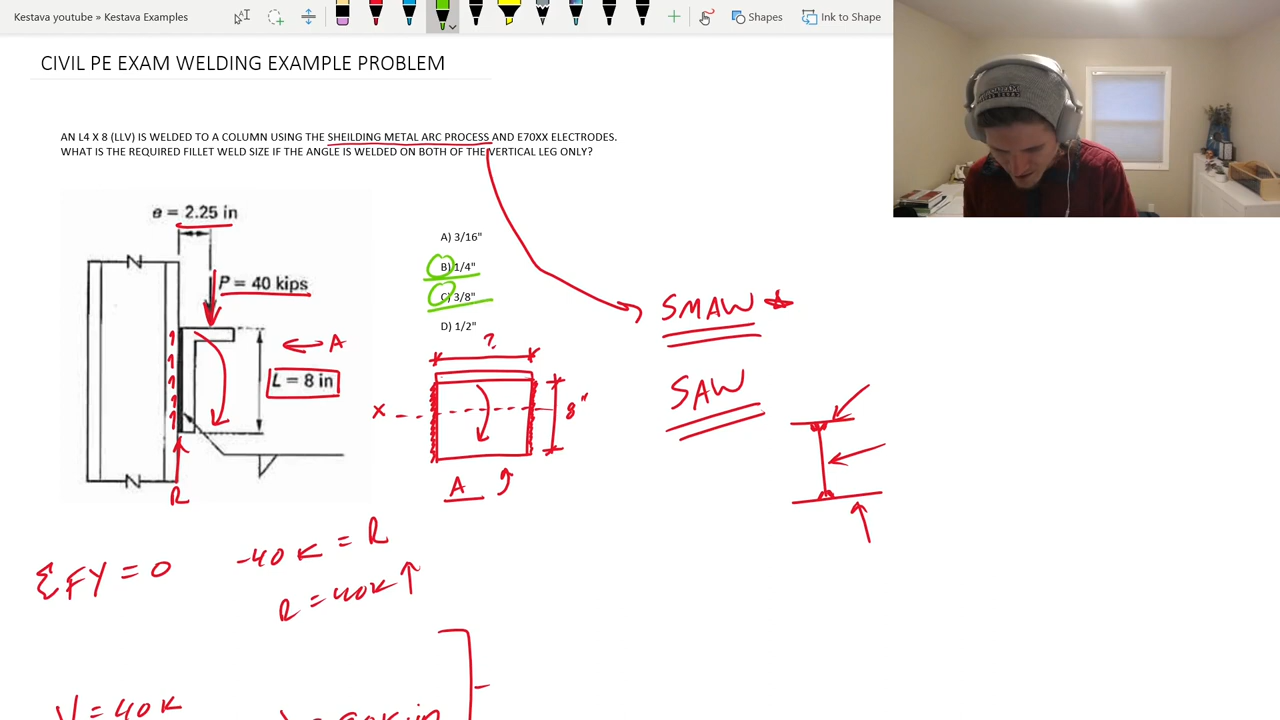 Kestava youtube » Kestava Examples
Shapes
Ink to Shape
CIVIL PE EXAM WELDING EXAMPLE PROBLEM
AN L4 X 8 (LLV) IS WELDED TO A COLUMN USING THE SHEILDING METAL ARC PROCESS AND E70XX ELECTRODES.
WHAT IS THE REQUIRED FILLET WELD SIZE IF THE ANGLE IS WELDED ON BOTH OF THE VERTICAL LEG ONLY?
e = 2.25 in
P = 40 kips
← A
L = 8 in
N
N
R
A) 3/16"
B) 1/4"
C) 3/8"
D) 1/2"
?
X
8"
A
SMAW
SAW
ΣFY = 0
-40K = R
R = 40K ↑
V = 40K